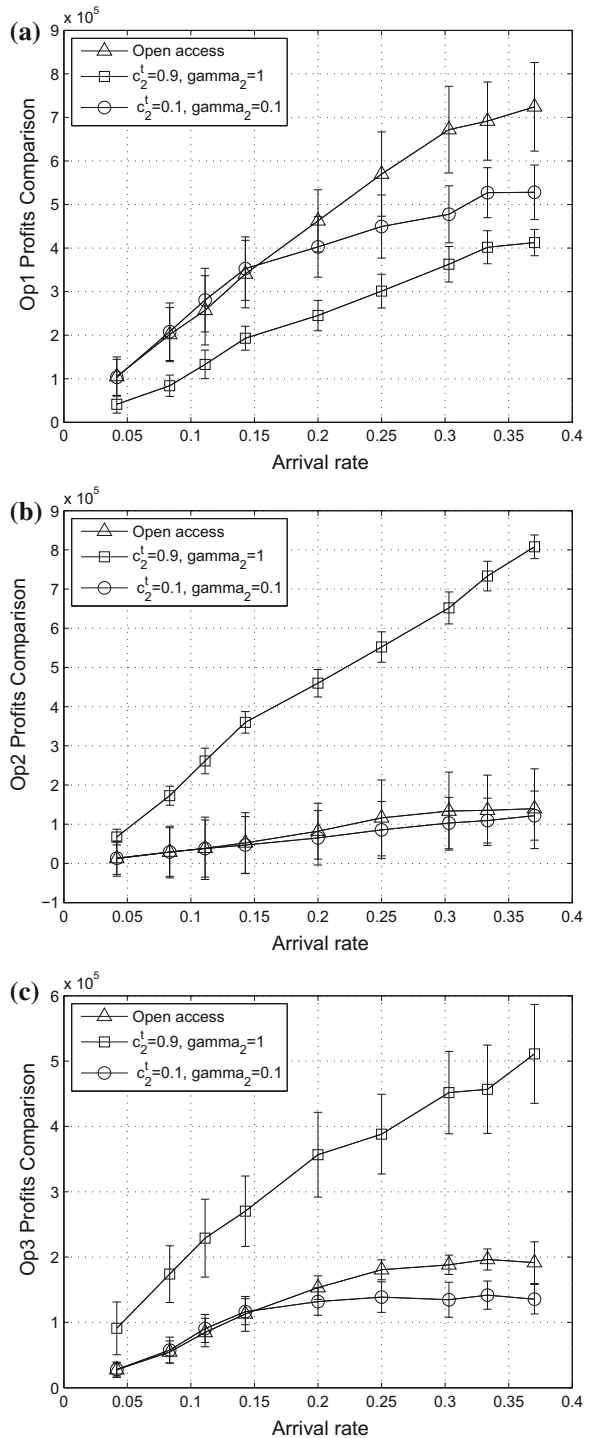 (a)
x 10^5
9
8
7
6
5
4
3
2
1
0
0 0.05 0.1 0.15 0.2 0.25 0.3 0.35 0.4
Op1 Profits Comparison
Arrival rate
Open access
c_2^t=0.9, gamma_2=1
c_2^t=0.1, gamma_2=0.1
(b)
x 10^5
9
8
7
6
5
4
3
2
1
0
−1
0 0.05 0.1 0.15 0.2 0.25 0.3 0.35 0.4
Op2 Profits Comparison
Arrival rate
Open access
c_2^t=0.9, gamma_2=1
c_2^t=0.1, gamma_2=0.1
(c)
x 10^5
6
5
4
3
2
1
0
0 0.05 0.1 0.15 0.2 0.25 0.3 0.35 0.4
Op3 Profits Comparison
Arrival rate
Open access
c_2^t=0.9, gamma_2=1
c_2^t=0.1, gamma_2=0.1